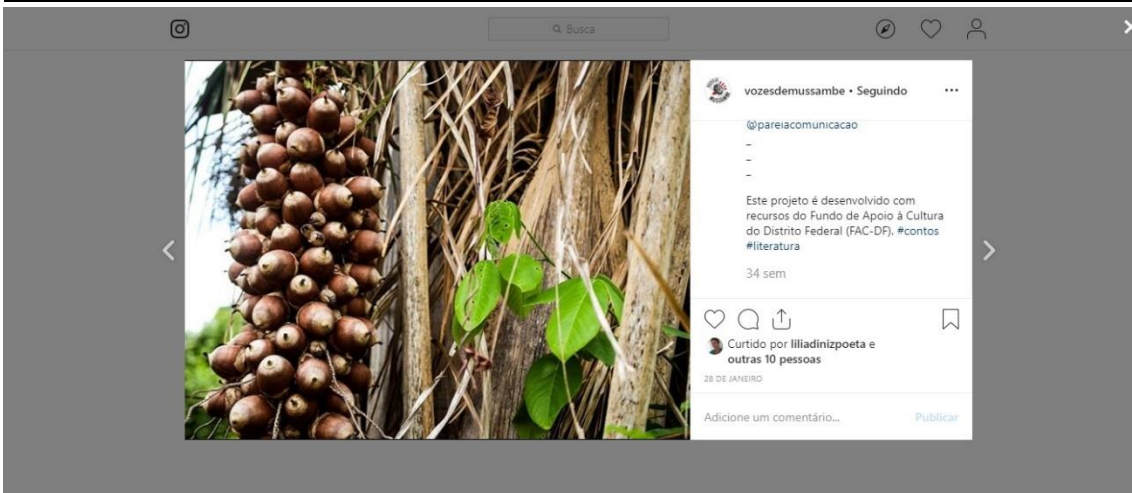 Busca
vozesdemussambe • Seguindo
@pareiacomunicacao
–
–
–
Este projeto é desenvolvido com
recursos do Fundo de Apoio à Cultura
do Distrito Federal (FAC-DF). #contos
#literatura
34 sem
Curtido por liliadinizpoeta e
outras 10 pessoas
28 DE JANEIRO
Adicione um comentário... Publicar